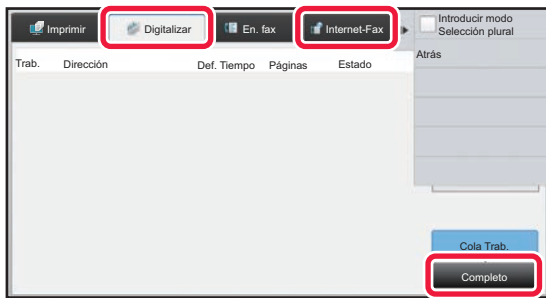 Imprimir Digitalizar En. fax Internet-Fax
Introducir modo
Selección plural
Trab. Dirección Def. Tiempo Páginas Estado
Atrás
Cola Trab.
Completo